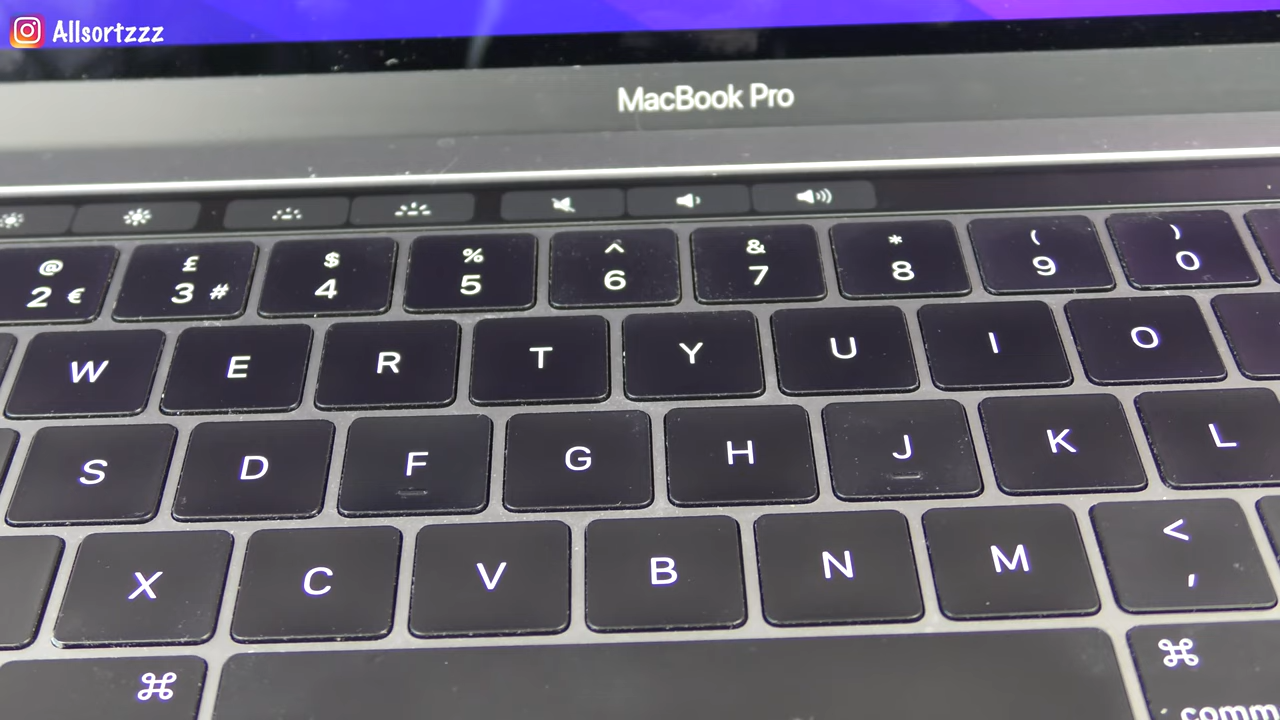 Allsortzzz
MacBook Pro
@ £ $ % ^ & * ( )
2 € 3 # 4 5 6 7 8 9 0
W E R T Y U I O
S D F G H J K L
X C V B N M < ,
⌘ ⌘
comm